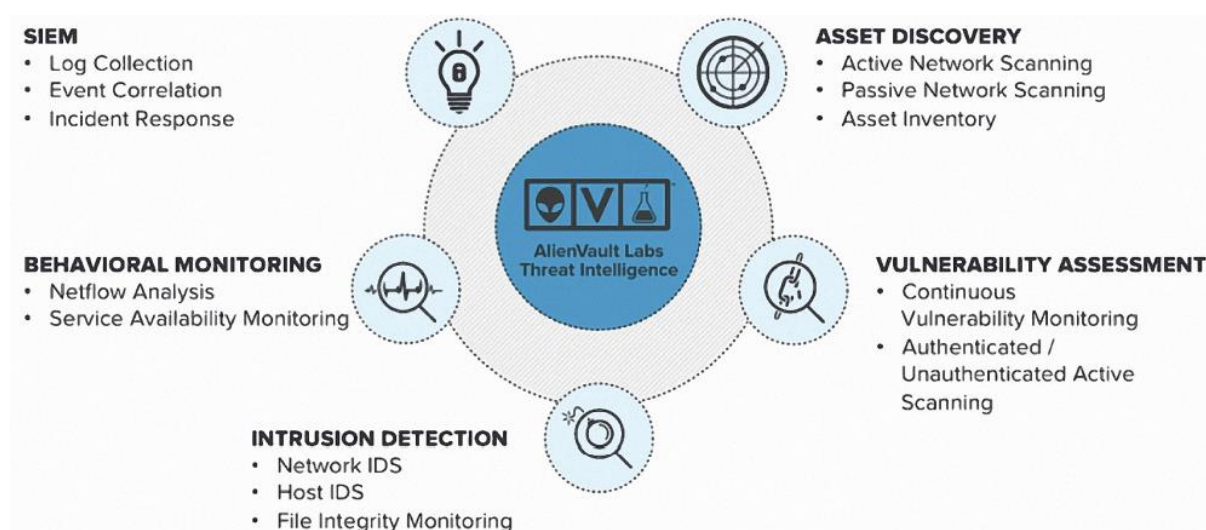 SIEM
• Log Collection
• Event Correlation
• Incident Response
ASSET DISCOVERY
• Active Network Scanning
• Passive Network Scanning
• Asset Inventory
V
AlienVault Labs
Threat Intelligence
BEHAVIORAL MONITORING
• Netflow Analysis
• Service Availability Monitoring
VULNERABILITY ASSESSMENT
• Continuous
Vulnerability Monitoring
• Authenticated /
Unauthenticated Active
Scanning
INTRUSION DETECTION
• Network IDS
• Host IDS
• File Integrity Monitoring